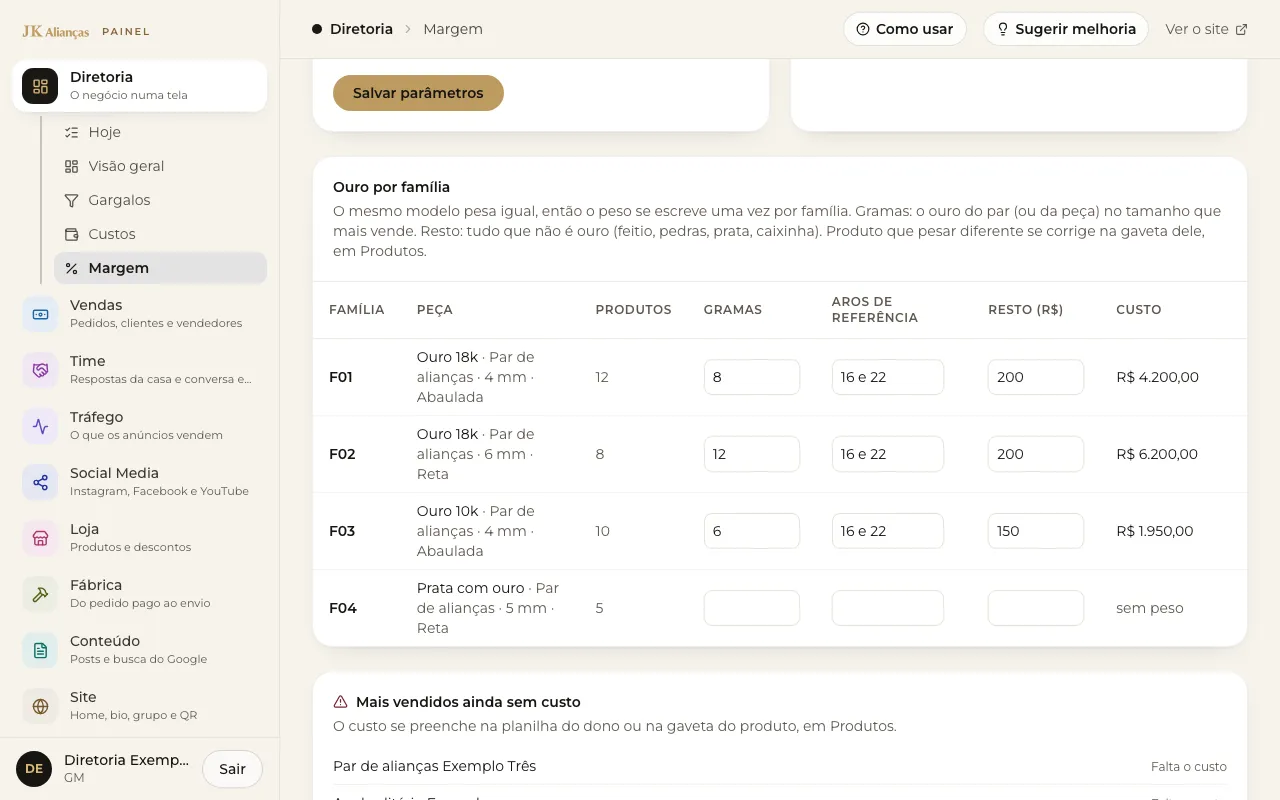 JK Alianças PAINEL
Diretoria
O negócio numa tela
Hoje
Visão geral
Gargalos
Custos
Margem
Vendas
Pedidos, clientes e vendedores
Time
Respostas da casa e conversa e...
Tráfego
O que os anúncios vendem
Social Media
Instagram, Facebook e YouTube
Loja
Produtos e descontos
Fábrica
Do pedido pago ao envio
Conteúdo
Posts e busca do Google
Site
Home, bio, grupo e QR
DE
Diretoria Exemp...
GM
Sair
Diretoria > Margem
Como usar
Sugerir melhoria
Ver o site
Salvar parâmetros
Ouro por família
O mesmo modelo pesa igual, então o peso se escreve uma vez por família. Gramas: o ouro do par (ou da peça) no tamanho que
mais vende. Resto: tudo que não é ouro (feitio, pedras, prata, caixinha). Produto que pesar diferente se corrige na gaveta dele,
em Produtos.
FAMÍLIA PEÇA PRODUTOS GRAMAS AROS DE
REFERÊNCIA RESTO (R$) CUSTO
F01 Ouro 18k · Par de
alianças · 4 mm ·
Abaulada 12 8 16 e 22 200 R$ 4.200,00
F02 Ouro 18k · Par de
alianças · 6 mm ·
Reta 8 12 16 e 22 200 R$ 6.200,00
F03 Ouro 10k · Par de
alianças · 4 mm ·
Abaulada 10 6 16 e 22 150 R$ 1.950,00
F04 Prata com ouro · Par
de alianças · 5 mm ·
Reta 5 sem peso
Mais vendidos ainda sem custo
O custo se preenche na planilha do dono ou na gaveta do produto, em Produtos.
Par de alianças Exemplo Três Falta o custo